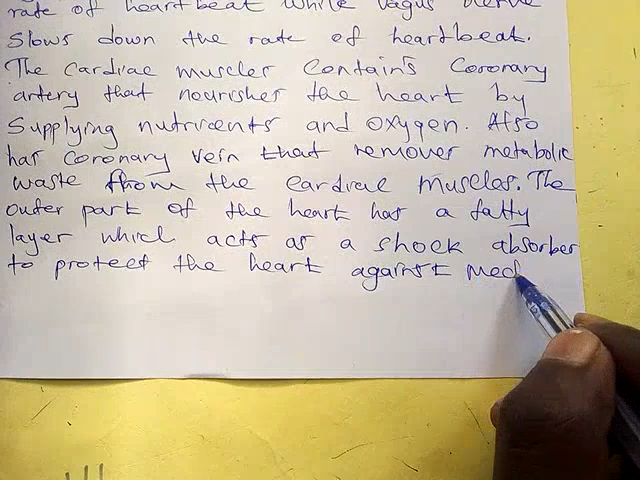 rate of heartbeat while vagus nerve
slows down the rate of heartbeat.
The cardiac muscles contain's coronary
artery that nourishes the heart by
supplying nutrients and oxygen. Also
has coronary vein that removes metabolic
waste from the cardiac muscles. The
outer part of the heart has a fatty
layer which acts as a shock absorber
to protect the heart against mec